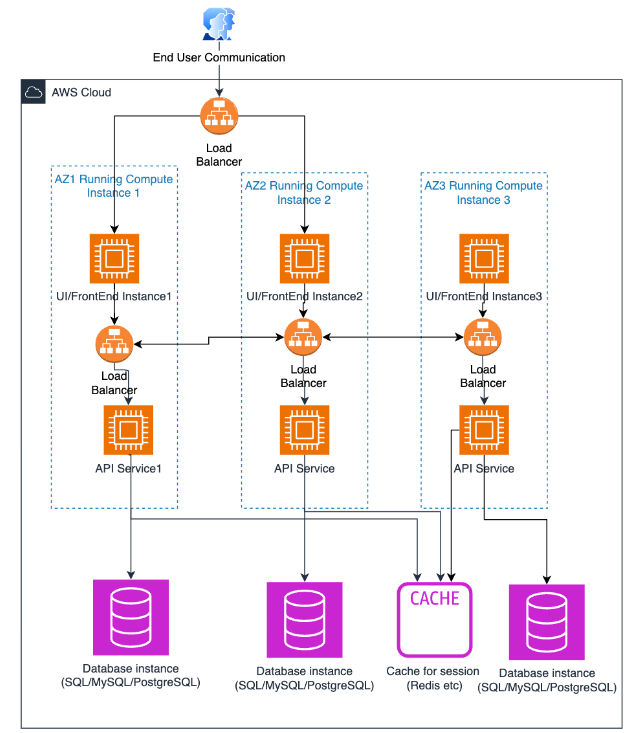 End User Communication
AWS Cloud
Load
Balancer
AZ1 Running Compute
Instance 1
AZ2 Running Compute
Instance 2
AZ3 Running Compute
Instance 3
UI/FrontEnd Instance1
UI/FrontEnd Instance2
UI/FrontEnd Instance3
Load
Balancer
Load
Balancer
Load
Balancer
API Service1
API Service
API Service
CACHE
Database instance
(SQL/MySQL/PostgreSQL)
Database instance
(SQL/MySQL/PostgreSQL)
Cache for session
(Redis etc)
Database instance
(SQL/MySQL/PostgreSQL)